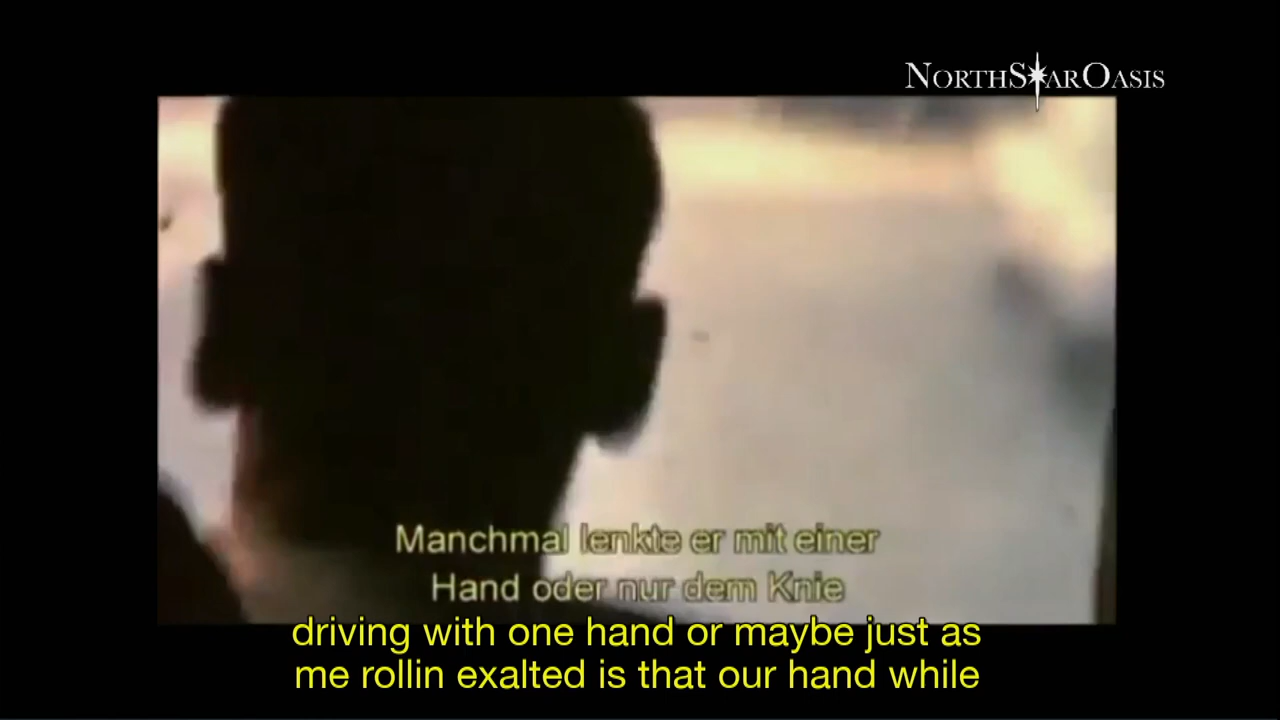 NORTHSTAROASIS
Manchmal lenkte er mit einer
Hand oder nur dem Knie
driving with one hand or maybe just as
me rollin exalted is that our hand while